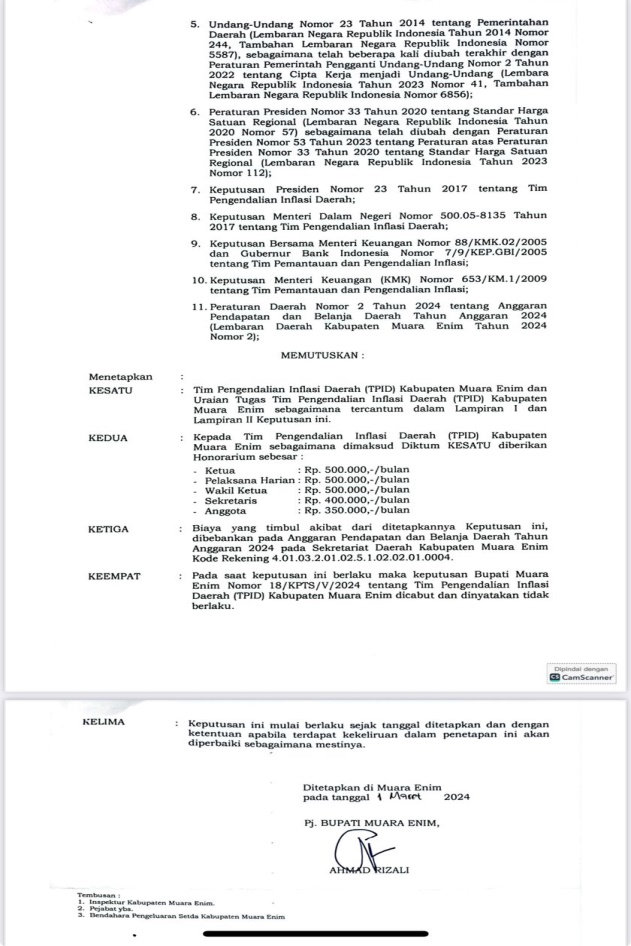 5. Undang-Undang Nomor 23 Tahun 2014 tentang Pemerintahan
Daerah (Lembaran Negara Republik Indonesia Tahun 2014 Nomor
244, Tambahan Lembaran Negara Republik Indonesia Nomor
5587), sebagaimana telah beberapa kali diubah terakhir dengan
Peraturan Pemerintah Pengganti Undang-Undang Nomor 2 Tahun
2022 tentang Cipta Kerja menjadi Undang-Undang (Lembara
Negara Republik Indonesia Tahun 2023 Nomor 41, Tambahan
Lembaran Negara Republik Indonesia Nomor 6856);
6. Peraturan Presiden Nomor 33 Tahun 2020 tentang Standar Harga
Satuan Regional (Lembaran Negara Republik Indonesia Tahun
2020 Nomor 57) sebagaimana telah diubah dengan Peraturan
Presiden Nomor 53 Tahun 2023 tentang Peraturan atas Peraturan
Presiden Nomor 33 Tahun 2020 tentang Standar Harga Satuan
Regional (Lembaran Negara Republik Indonesia Tahun 2023
Nomor 112);
7. Keputusan Presiden Nomor 23 Tahun 2017 tentang Tim
Pengendalian Inflasi Daerah;
8. Keputusan Menteri Dalam Negeri Nomor 500.05-8135 Tahun
2017 tentang Tim Pengendalian Inflasi Daerah;
9. Keputusan Bersama Menteri Keuangan Nomor 88/KMK.02/2005
dan Gubernur Bank Indonesia Nomor 7/9/KEP.GBI/2005
tentang Tim Pemantauan dan Pengendalian Inflasi;
10. Keputusan Menteri Keuangan (KMK) Nomor 653/KM.1/2009
tentang Tim Pemantauan dan Pengendalian Inflasi;
11. Peraturan Daerah Nomor 2 Tahun 2024 tentang Anggaran
Pendapatan dan Belanja Daerah Tahun Anggaran 2024
(Lembaran Daerah Kabupaten Muara Enim Tahun 2024
Nomor 2);
MEMUTUSKAN :
Menetapkan :
KESATU : Tim Pengendalian Inflasi Daerah (TPID) Kabupaten Muara Enim dan
Uraian Tugas Tim Pengendalian Inflasi Daerah (TPID) Kabupaten
Muara Enim sebagaimana tercantum dalam Lampiran I dan
Lampiran II Keputusan ini.
KEDUA : Kepada Tim Pengendalian Inflasi Daerah (TPID) Kabupaten
Muara Enim sebagaimana dimaksud Diktum KESATU diberikan
Honorarium sebesar :
- Ketua : Rp. 500.000,-/bulan
- Pelaksana Harian : Rp. 500.000,-/bulan
- Wakil Ketua : Rp. 500.000,-/bulan
- Sekretaris : Rp. 400.000,-/bulan
- Anggota : Rp. 350.000,-/bulan
KETIGA : Biaya yang timbul akibat dari ditetapkannya Keputusan ini,
dibebankan pada Anggaran Pendapatan dan Belanja Daerah Tahun
Anggaran 2024 pada Sekretariat Daerah Kabupaten Muara Enim
Kode Rekening 4.01.03.2.01.02.5.1.02.02.01.0004.
KEEMPAT : Pada saat keputusan ini berlaku maka keputusan Bupati Muara
Enim Nomor 18/KPTS/V/2024 tentang Tim Pengendalian Inflasi
Daerah (TPID) Kabupaten Muara Enim dicabut dan dinyatakan tidak
berlaku.
Dipindai dengan
CS CamScanner
KELIMA : Keputusan ini mulai berlaku sejak tanggal ditetapkan dan dengan
ketentuan apabila terdapat kekeliruan dalam penetapan ini akan
diperbaiki sebagaimana mestinya.
Ditetapkan di Muara Enim
pada tanggal 1 Maret 2024
Pj. BUPATI MUARA ENIM,
AHMAD RIZALI
Tembusan :
1. Inspektur Kabupaten Muara Enim.
2. Pejabat ybs.
3. Bendahara Pengeluaran Setda Kabupaten Muara Enim